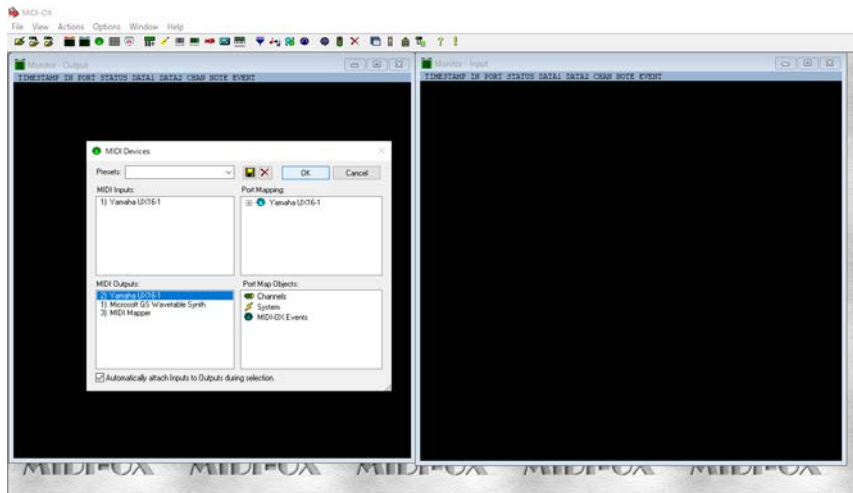 MIDI-OX
File View Actions Options Window Help
Monitor - Output
TIMESTAMP IN PORT STATUS DATA1 DATA2 CHAN NOTE EVENT
Monitor - Input
TIMESTAMP IN PORT STATUS DATA1 DATA2 CHAN NOTE EVENT
MIDI Devices
Presets:
OK
Cancel
MIDI Inputs:
1) Yamaha UX16-1
Port Mapping:
Yamaha UX16-1
MIDI Outputs:
2) Yamaha UX16-1
1) Microsoft GS Wavetable Synth
3) MIDI Mapper
Port Map Objects:
Channels
System
MIDI-OX Events
Automatically attach Inputs to Outputs during selection.
MIDI-OX MIDI-OX MIDI-OX MIDI-OX MIDI-OX